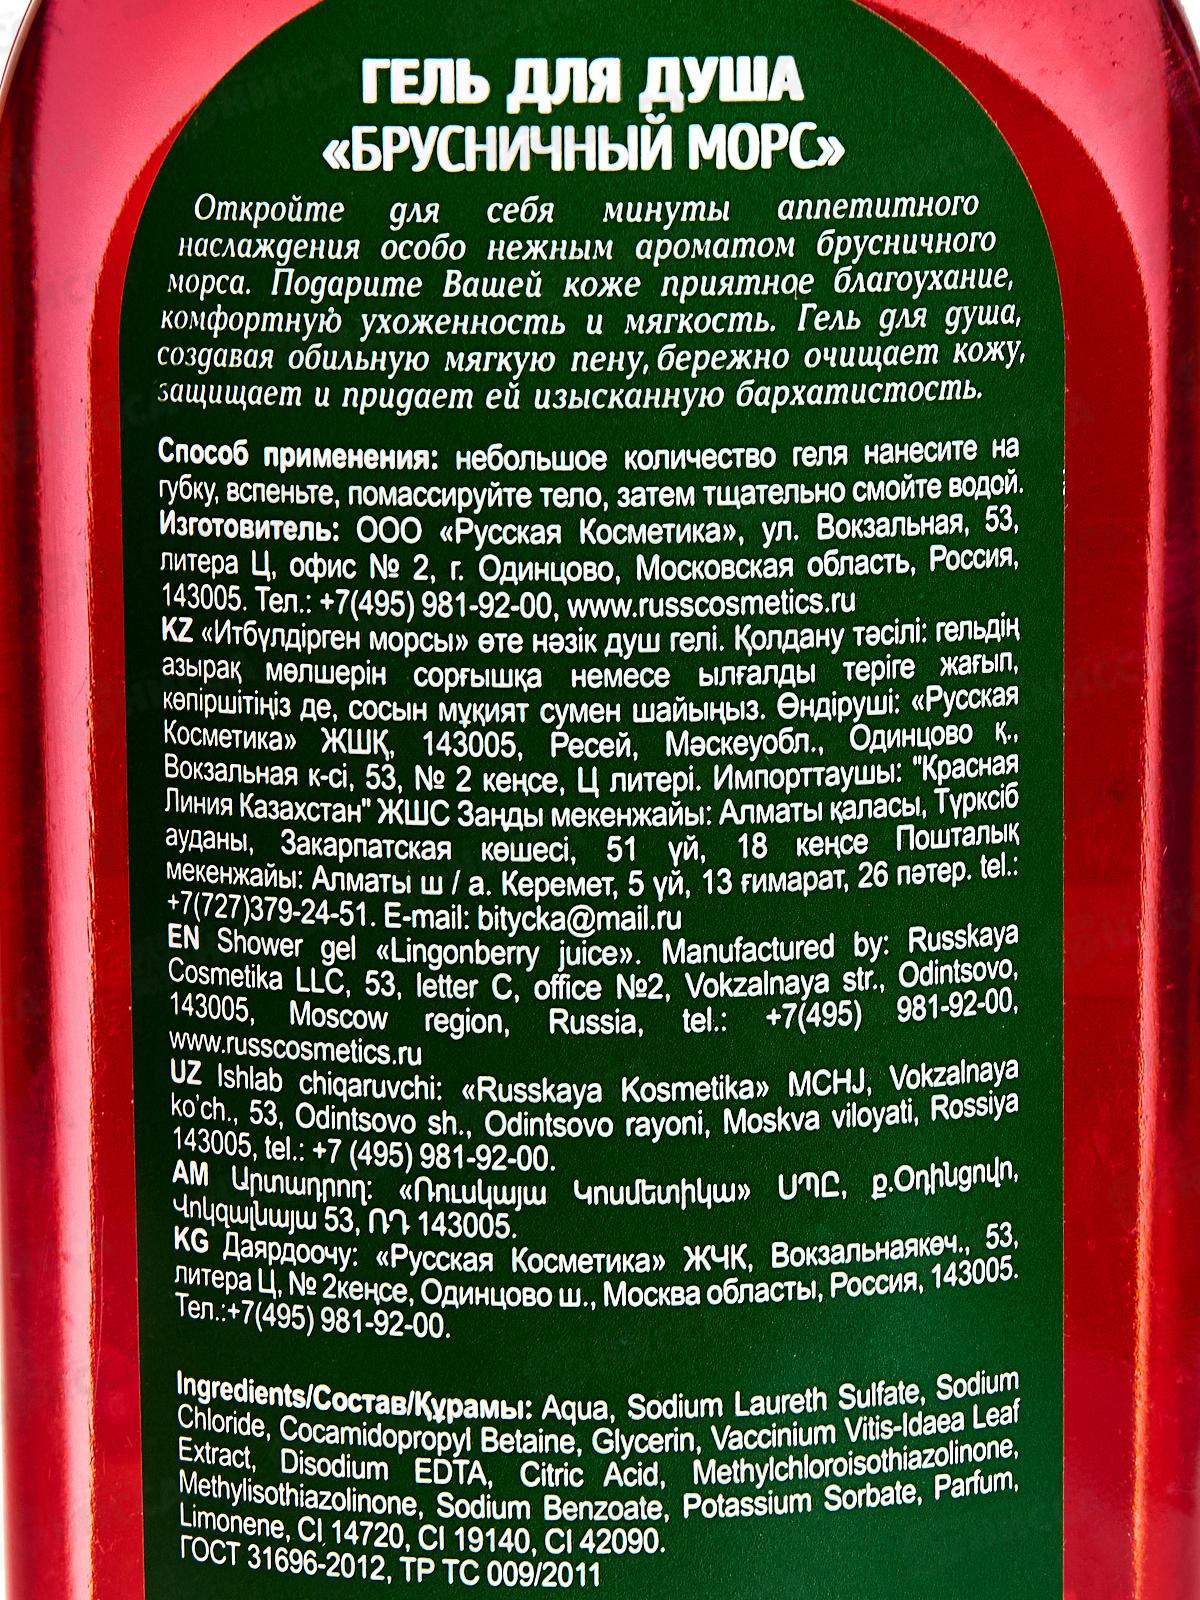 ГЕЛЬ ДЛЯ ДУША
«БРУСНИЧНЫЙ МОРС»
Откройте для себя минуты аппетитного
наслаждения особо нежным ароматом брусничного
морса. Подарите Вашей коже приятное благоухание,
комфортную ухоженность и мягкость. Гель для душа,
создавая обильную мягкую пену, бережно очищает кожу,
защищает и придает ей изысканную бархатистость.
Способ применения: небольшое количество геля нанесите на
губку, вспеньте, помассируйте тело, затем тщательно смойте водой.
Изготовитель: ООО «Русская Косметика», ул. Вокзальная, 53,
литера Ц, офис № 2, г. Одинцово, Московская область, Россия,
143005. Тел.: +7(495) 981-92-00, www.russcosmetics.ru
KZ «Итбүлдірген морсы» өте нәзік душ гелі. Қолдану тәсілі: гельдің
азырақ мөлшерін сорғышқа немесе ылғалды теріге жағып,
көпіршітіңіз де, сосын мұқият сумен шайыңыз. Өндіруші: «Русская
Косметика» ЖШҚ, 143005, Ресей, Мәскеуобл., Одинцово қ.,
Вокзальная к-сі, 53, № 2 кеңсе, Ц литері. Импорттаушы: "Красная
Линия Казахстан" ЖШС Заңды мекенжайы: Алматы қаласы, Түрксіб
ауданы, Закарпатская көшесі, 51 үй, 18 кеңсе Пошталық
мекенжайы: Алматы ш / а. Керемет, 5 үй, 13 ғимарат, 26 пәтер. tel.:
+7(727)379-24-51. E-mail: bitycka@mail.ru
EN Shower gel «Lingonberry juice». Manufactured by: Russkaya
Cosmetika LLC, 53, letter C, office №2, Vokzalnaya str., Odintsovo,
143005, Moscow region, Russia, tel.: +7(495) 981-92-00,
www.russcosmetics.ru
UZ Ishlab chiqaruvchi: «Russkaya Kosmetika» MCHJ, Vokzalnaya
ko'ch., 53, Odintsovo sh., Odintsovo rayoni, Moskva viloyati, Rossiya
143005, tel.: +7 (495) 981-92-00.
AM Արտադրող: «Ռուսկայա Կոսմետիկա» ՍՊԸ, ք.Օդինցովո,
Վոկզալնայա 53, ՌԴ 143005.
KG Даярдоочу: «Русская Косметика» ЖЧК, Вокзальнаякөч., 53,
литера Ц, № 2кеңсе, Одинцово ш., Москва областы, Россия, 143005.
Тел.:+7(495) 981-92-00.
Ingredients/Состав/Құрамы: Aqua, Sodium Laureth Sulfate, Sodium
Chloride, Cocamidopropyl Betaine, Glycerin, Vaccinium Vitis-Idaea Leaf
Extract, Disodium EDTA, Citric Acid, Methylchloroisothiazolinone,
Methylisothiazolinone, Sodium Benzoate, Potassium Sorbate, Parfum,
Limonene, CI 14720, CI 19140, CI 42090.
ГОСТ 31696-2012, ТР ТС 009/2011